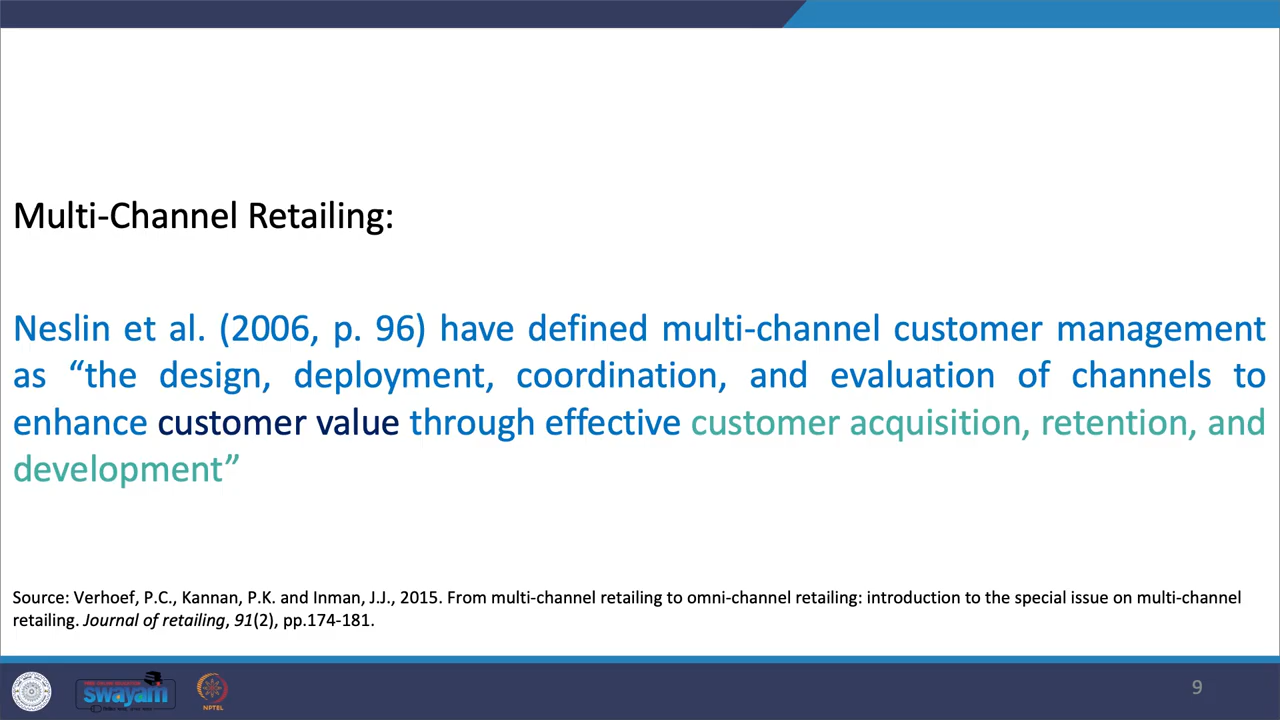 Multi-Channel Retailing:
Neslin et al. (2006, p. 96) have defined multi-channel customer management
as “the design, deployment, coordination, and evaluation of channels to
enhance customer value through effective customer acquisition, retention, and
development”
Source: Verhoef, P.C., Kannan, P.K. and Inman, J.J., 2015. From multi-channel retailing to omni-channel retailing: introduction to the special issue on multi-channel
retailing. Journal of retailing, 91(2), pp.174-181.
swayam
NPTEL
9